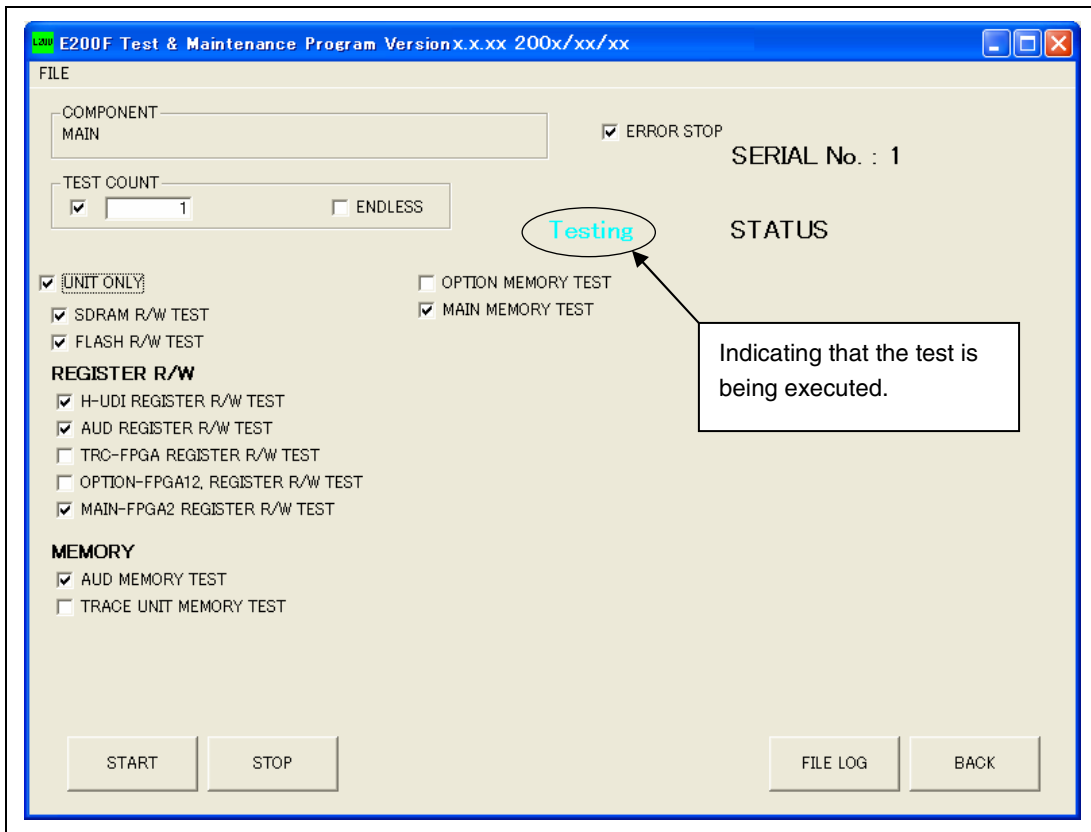 E200F Test & Maintenance Program Version x.x.xx 200x/xx/xx
FILE
COMPONENT
MAIN
ERROR STOP
SERIAL No. : 1
TEST COUNT
1
ENDLESS
Testing
STATUS
UNIT ONLY
OPTION MEMORY TEST
SDRAM R/W TEST
MAIN MEMORY TEST
FLASH R/W TEST
Indicating that the test is
being executed.
REGISTER R/W
H-UDI REGISTER R/W TEST
AUD REGISTER R/W TEST
TRC-FPGA REGISTER R/W TEST
OPTION-FPGA12, REGISTER R/W TEST
MAIN-FPGA2 REGISTER R/W TEST
MEMORY
AUD MEMORY TEST
TRACE UNIT MEMORY TEST
START
STOP
FILE LOG
BACK